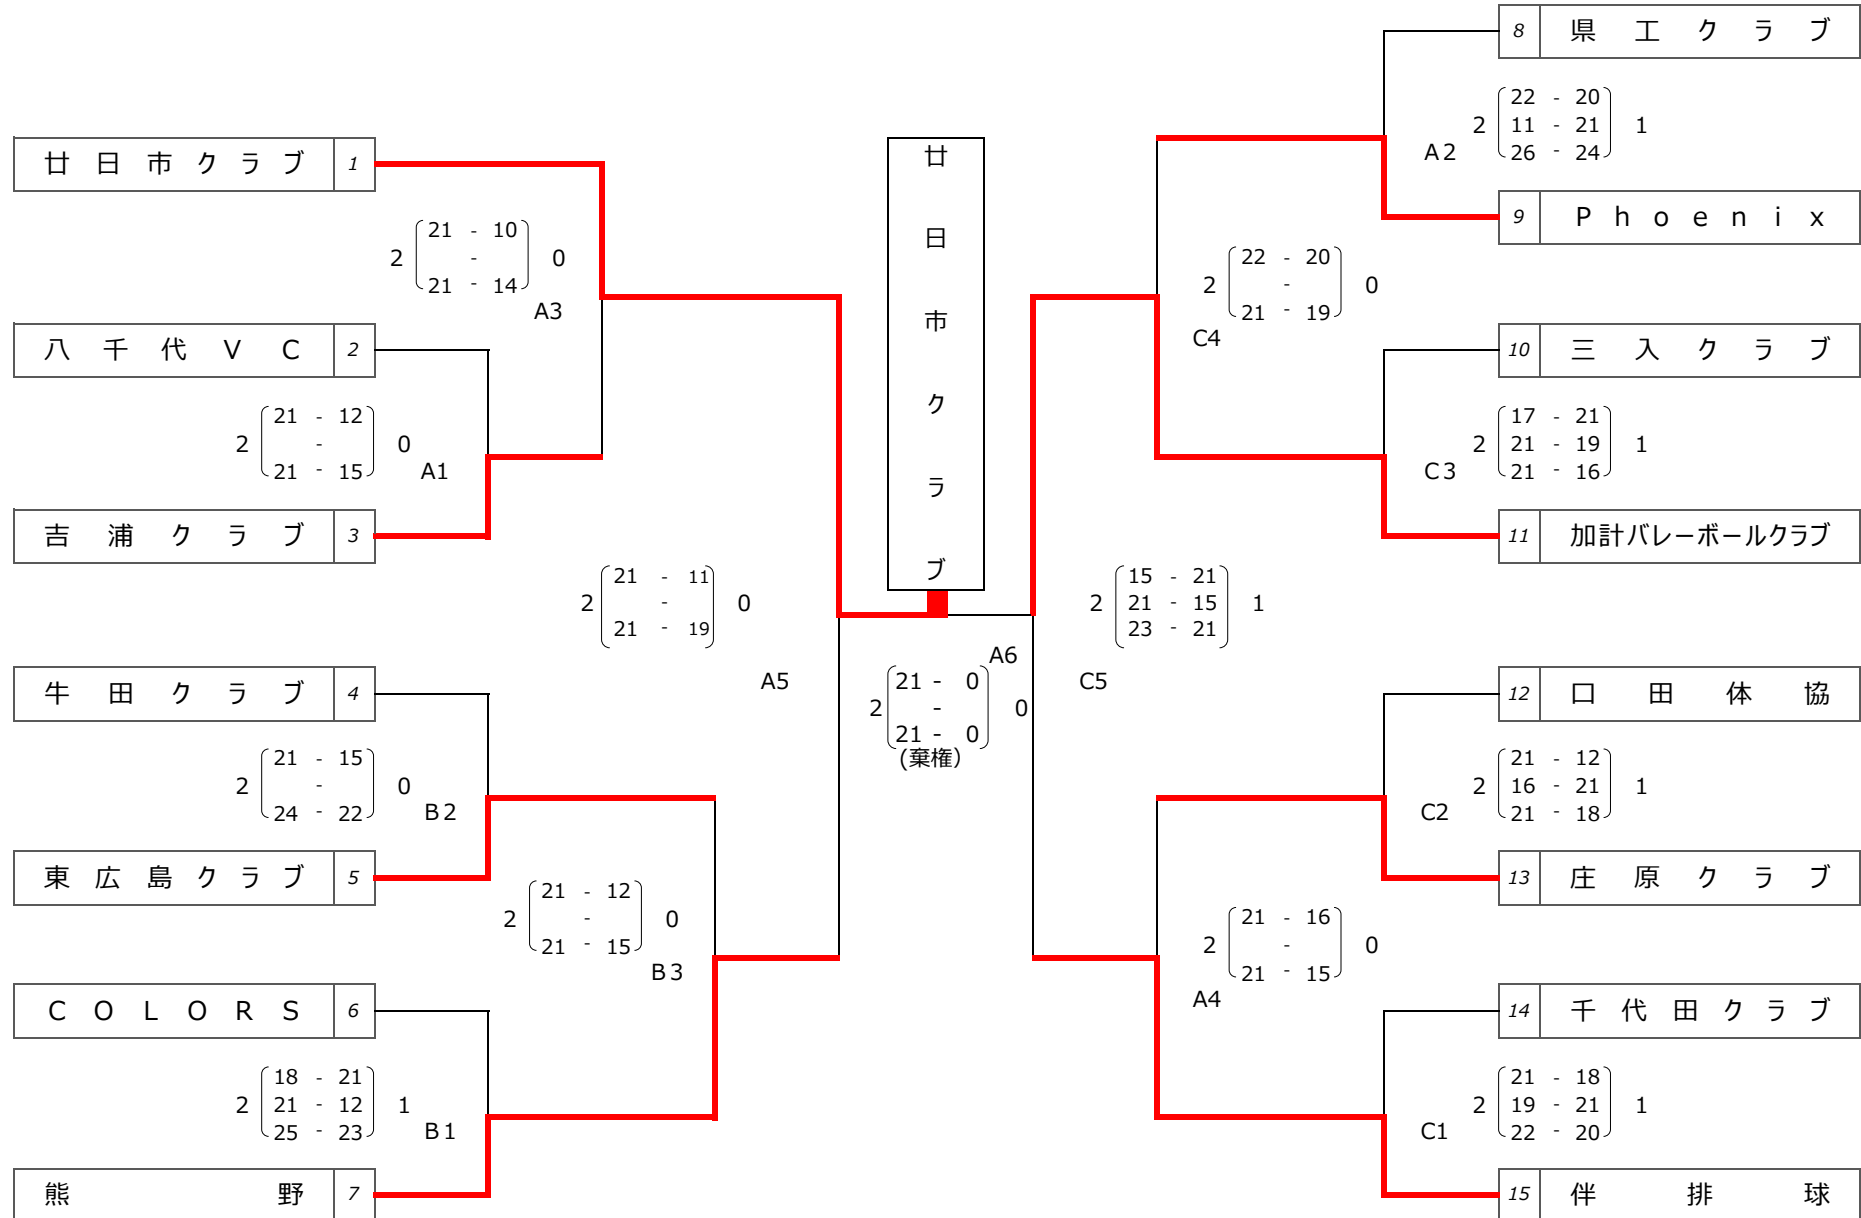 廿日市クラブ 1
2 21 - 10 0
-
21 - 14
A3
八千代VC 2
2 21 - 12 0
-
21 - 15
A1
吉浦クラブ 3
2 21 - 11 0
-
21 - 19
A5
牛田クラブ 4
2 21 - 15 0
-
24 - 22
B2
東広島クラブ 5
2 21 - 12 0
-
21 - 15
B3
COLORS 6
18 - 21
2 21 - 12 1
25 - 23
B1
熊野 7
廿日市クラブ
A6
2 21 - 0 0
-
21 - 0
(棄権)
8 県工クラブ
22 - 20
2 11 - 21 1
26 - 24
A2
9 Phoenix
2 22 - 20 0
-
21 - 19
C4
10 三入クラブ
17 - 21
2 21 - 19 1
21 - 16
C3
11 加計バレーボールクラブ
15 - 21
2 21 - 15 1
23 - 21
C5
12 口田体協
21 - 12
2 16 - 21 1
21 - 18
C2
13 庄原クラブ
2 21 - 16 0
-
21 - 15
A4
14 千代田クラブ
21 - 18
2 19 - 21 1
22 - 20
C1
15 伴排球